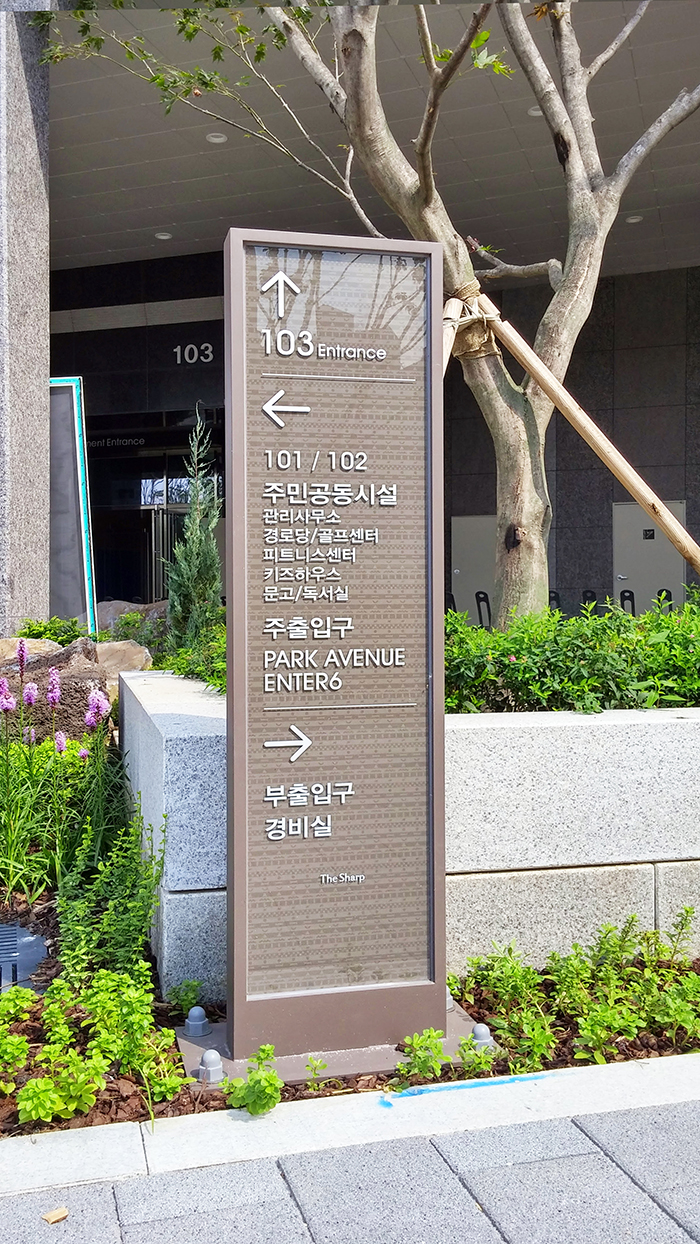 103
ment Entrance
↑
103 Entrance
←
101 / 102
주민공동시설
관리사무소
경로당/골프센터
피트니스센터
키즈하우스
문고/독서실
주출입구
PARK AVENUE
ENTER6
→
부출입구
경비실
The Sharp